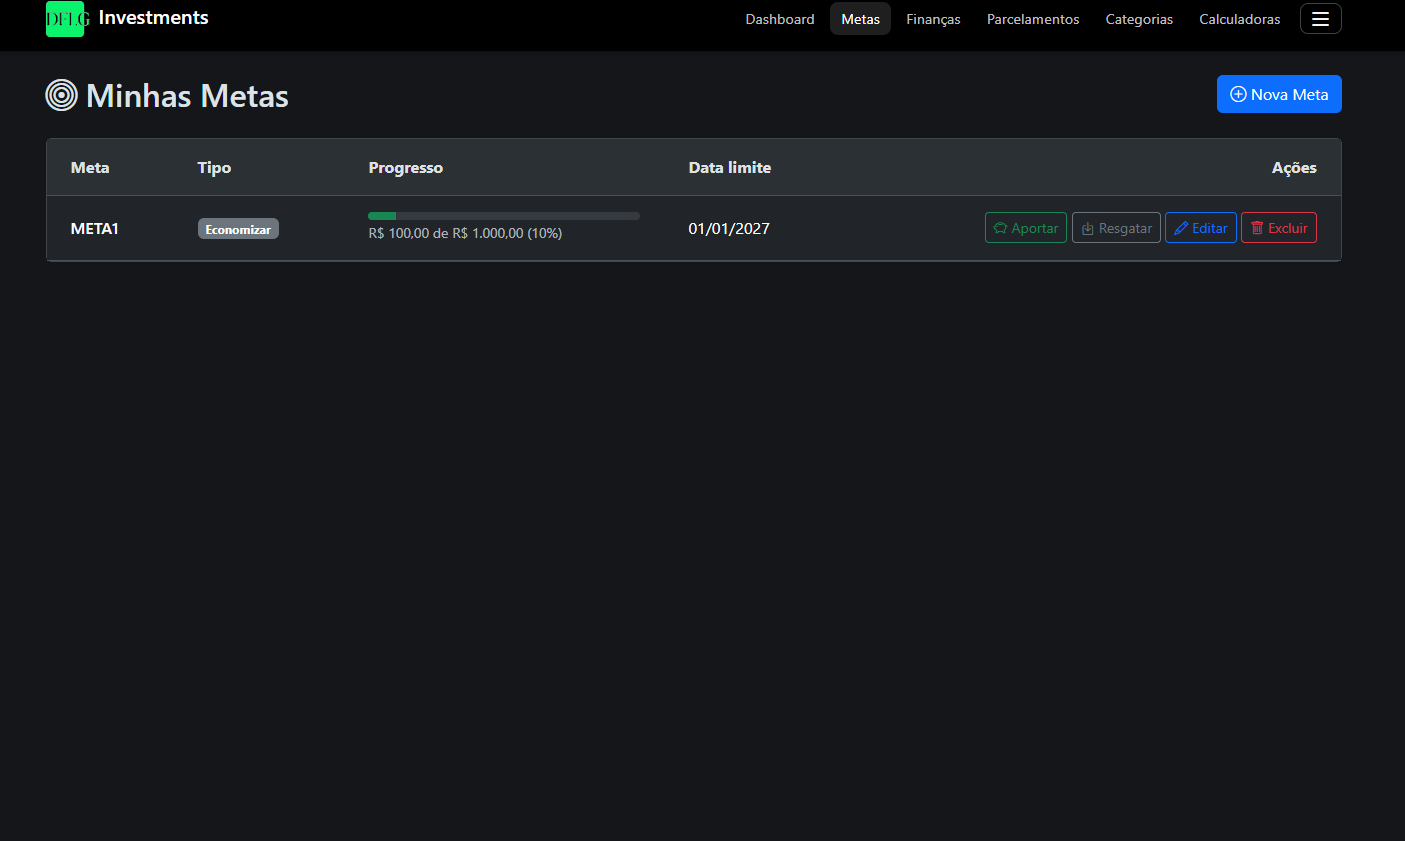 DFLG Investments Dashboard Metas Finanças Parcelamentos Categorias Calculadoras
Minhas Metas Nova Meta
Meta Tipo Progresso Data limite Ações
META1 Economizar R$ 100,00 de R$ 1.000,00 (10%) 01/01/2027 Aportar Resgatar Editar Excluir